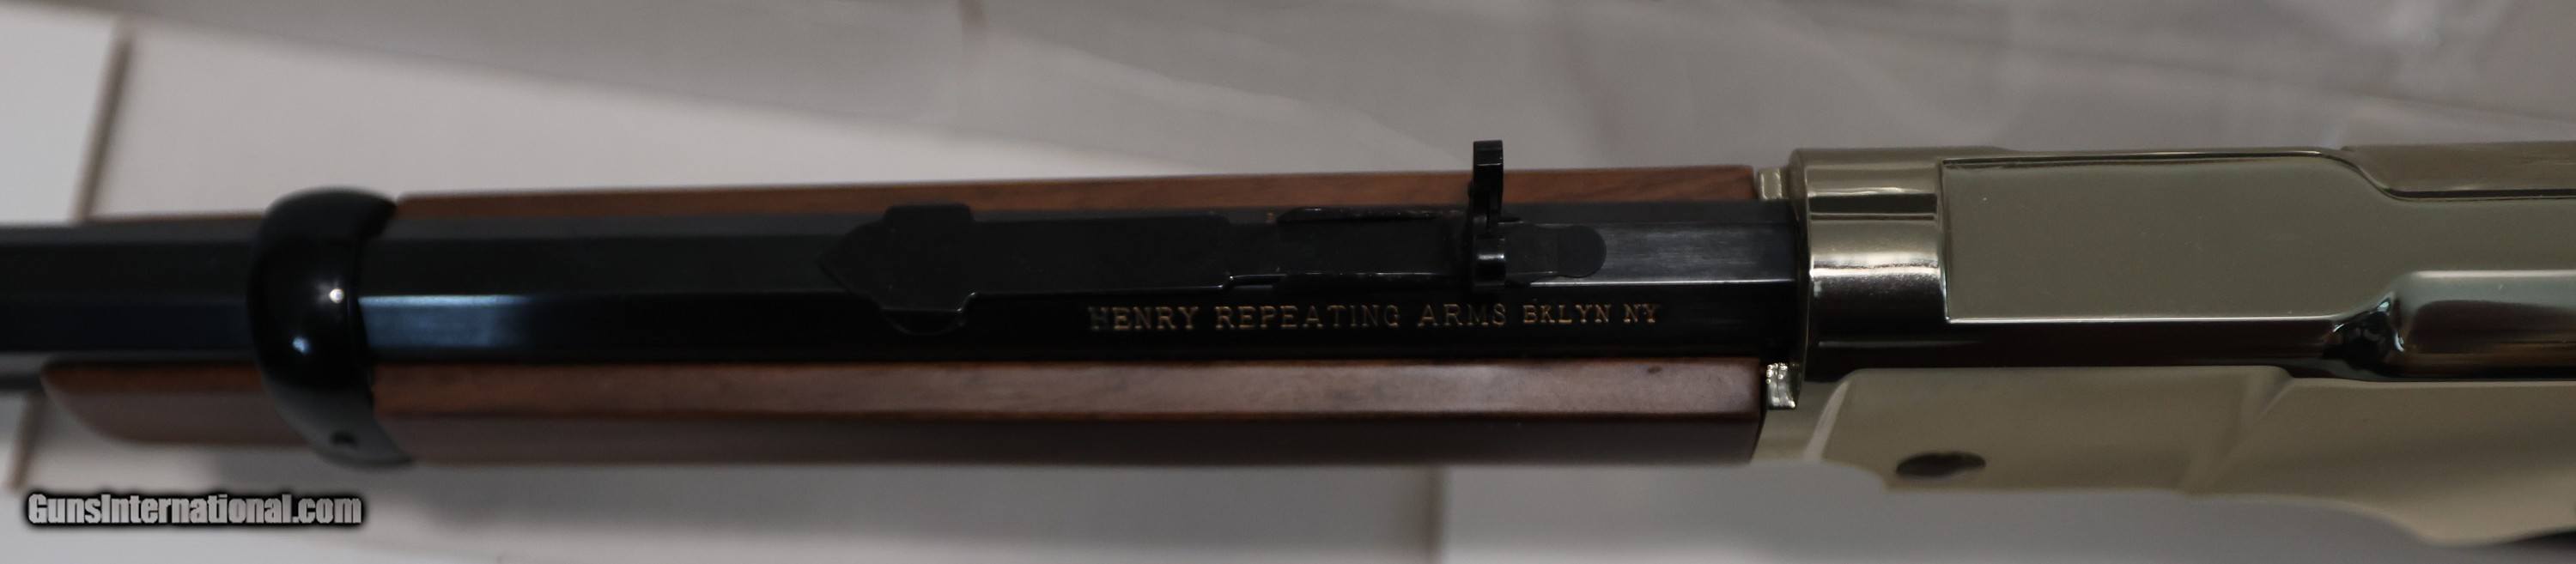 HENRY REPEATING ARMS BKLYN NY
GunsInternational.com